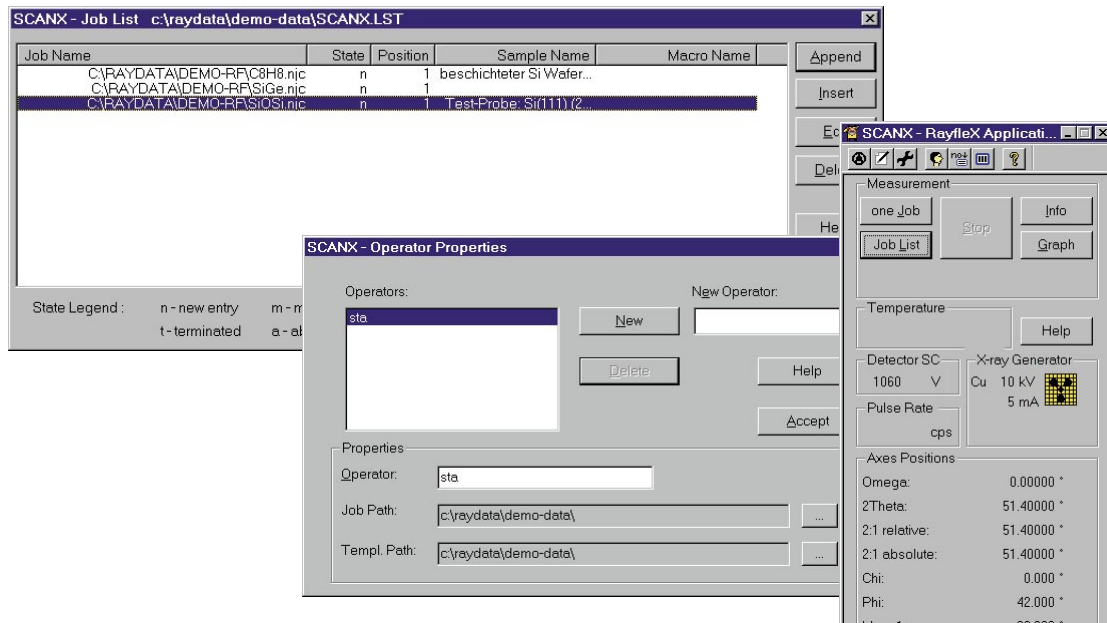 SCANX - Job List c:\raydata\demo-data\SCANX.LST
Job Name State Position Sample Name Macro Name
C:\RAYDATA\DEMO-RF\C8H8.njc n 1 beschichteter Si Wafer...
C:\RAYDATA\DEMO-RF\SiGe.njc n 1
C:\RAYDATA\DEMO-RF\SiOSi.njc n 1 Test-Probe: Si(111) (2...
Append
Insert
State Legend : n - new entry
t - terminated
SCANX - Operator Properties
Operators:
sta
New
Delete
New Operator:
Help
Accept
Properties
Operator: sta
Job Path: c:\raydata\demo-data\ ...
Templ. Path: c:\raydata\demo-data\ ...
SCANX - RayfleX Applicati...
Measurement
one Job Stop Info
Job List Graph
Temperature
Help
Detector SC X-ray Generator
1060 V Cu 10 kV
5 mA
Pulse Rate
cps
Axes Positions
Omega: 0.00000 °
2Theta: 51.40000 °
2:1 relative: 51.40000 °
2:1 absolute: 51.40000 °
Chi: 0.000 °
Phi: 42.000 °